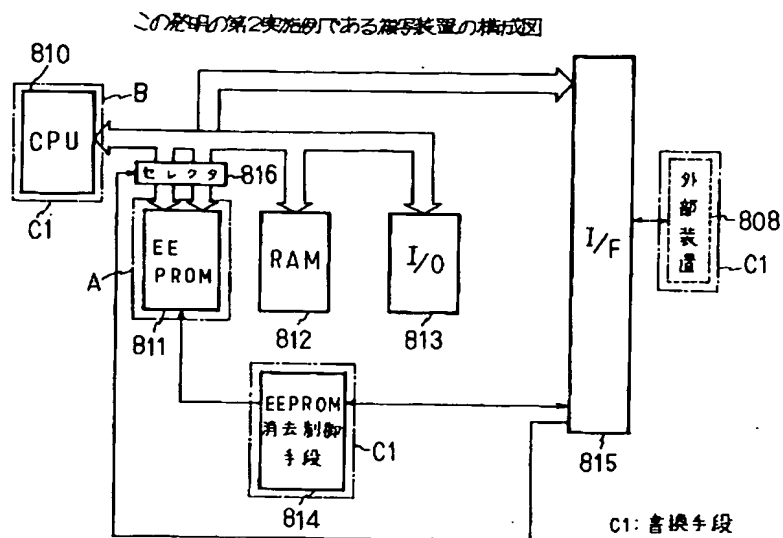 この発明の第2実施例である複写装置の構成図
810
B
CPU
C1
セレクタ
816
A
EE
PROM
811
RAM
812
I/O
813
I/F
815
外部装置
808
C1
EEPROM
消去制御
手段
C1
814
C1:書換手段